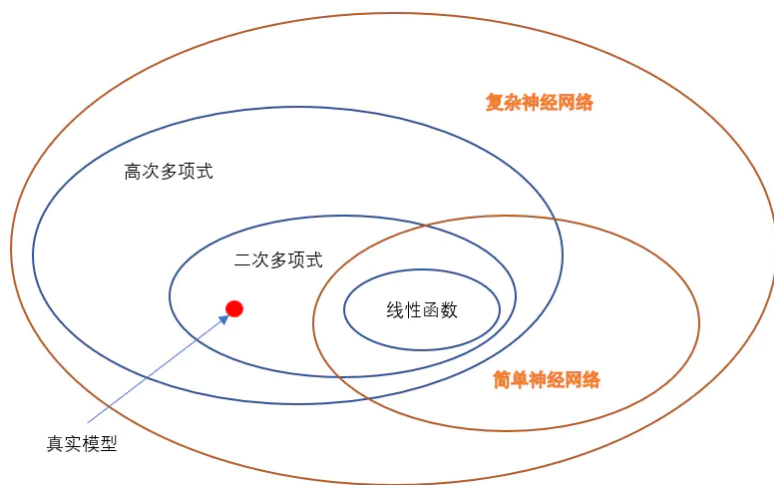 复杂神经网络
高次多项式
二次多项式
线性函数
简单神经网络
真实模型